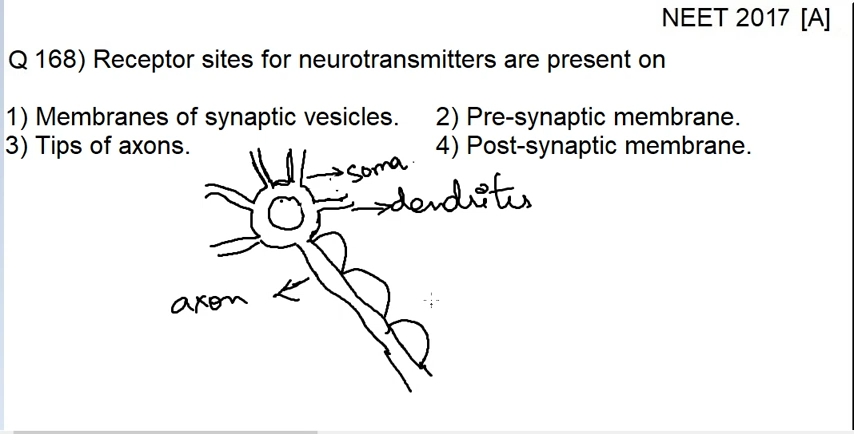 NEET 2017 [A]
Q 168) Receptor sites for neurotransmitters are present on
1) Membranes of synaptic vesicles. 2) Pre-synaptic membrane.
3) Tips of axons. 4) Post-synaptic membrane.
soma
dendrites
axon